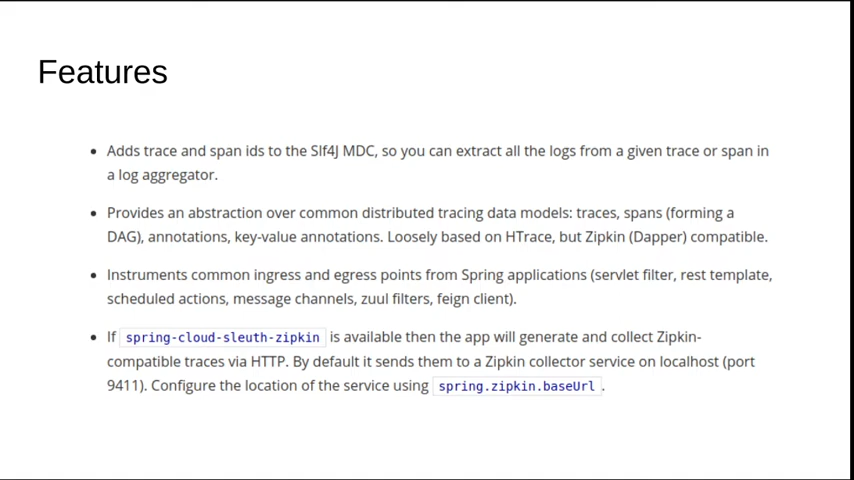 Features
• Adds trace and span ids to the Slf4J MDC, so you can extract all the logs from a given trace or span in
a log aggregator.
• Provides an abstraction over common distributed tracing data models: traces, spans (forming a
DAG), annotations, key-value annotations. Loosely based on HTrace, but Zipkin (Dapper) compatible.
• Instruments common ingress and egress points from Spring applications (servlet filter, rest template,
scheduled actions, message channels, zuul filters, feign client).
• If spring-cloud-sleuth-zipkin is available then the app will generate and collect Zipkin-
compatible traces via HTTP. By default it sends them to a Zipkin collector service on localhost (port
9411). Configure the location of the service using spring.zipkin.baseUrl.